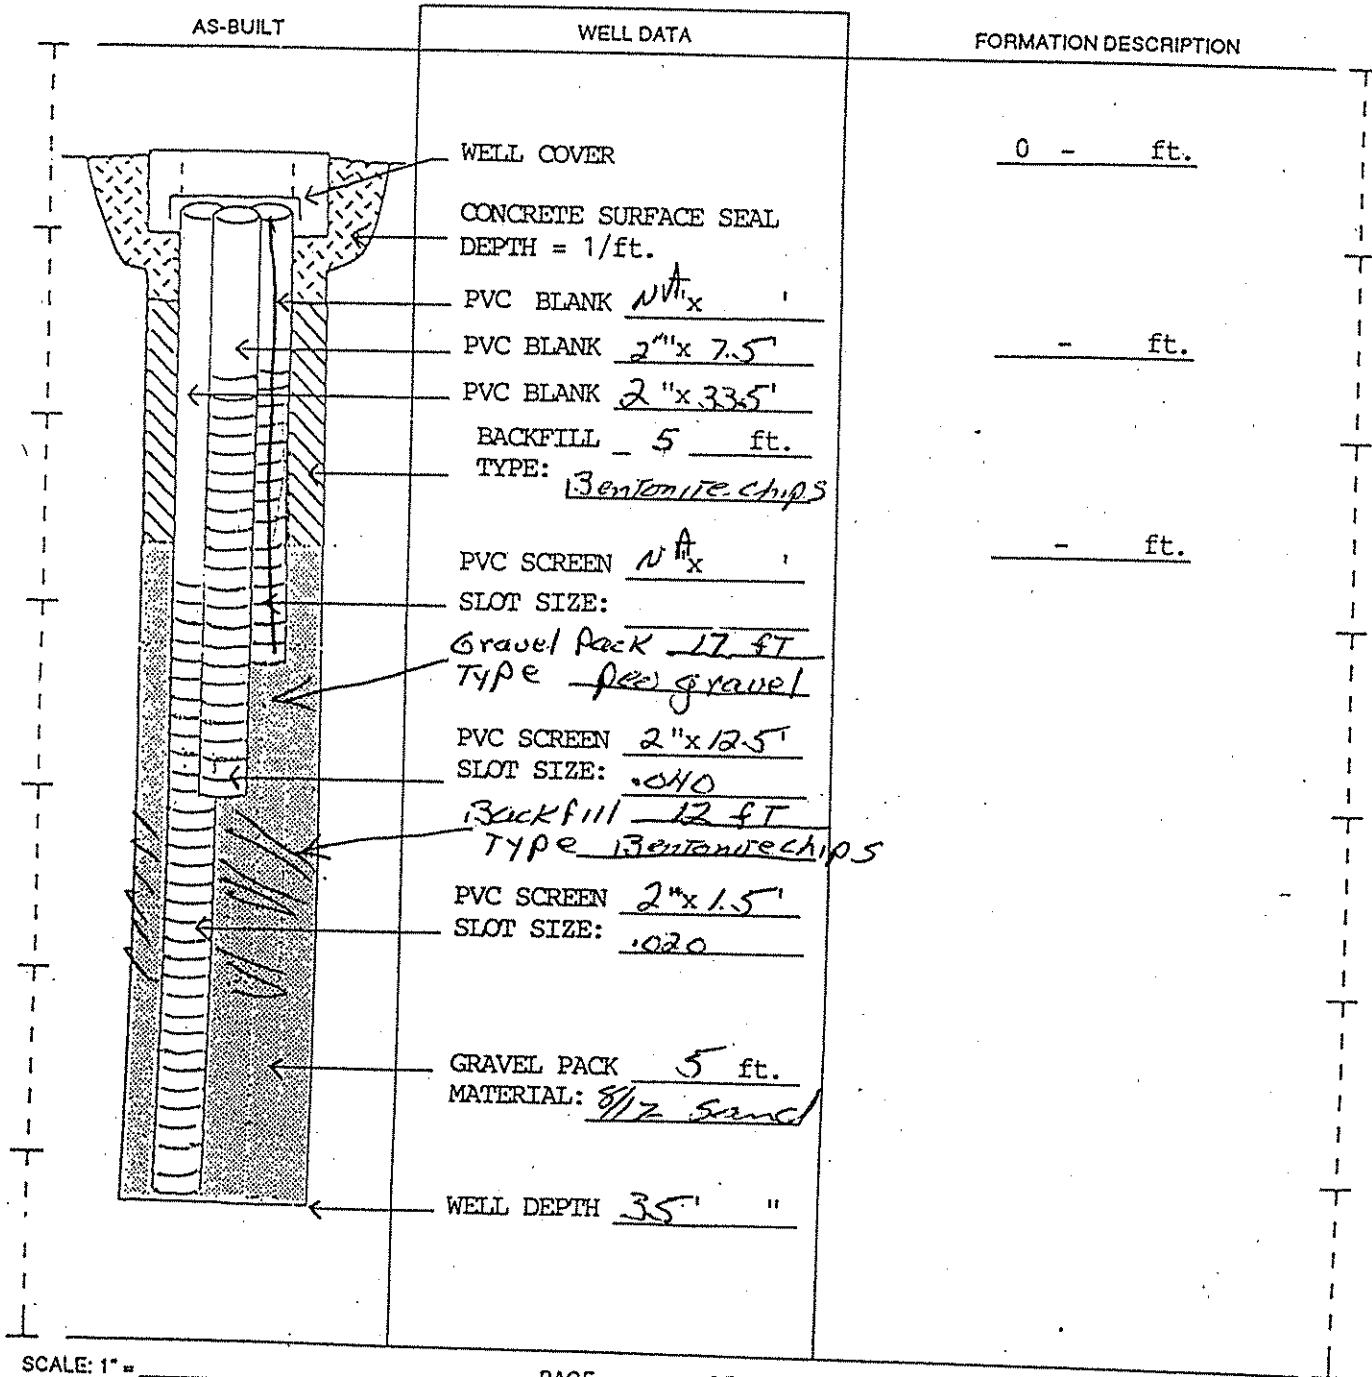 AS-BUILT
WELL DATA
FORMATION DESCRIPTION
WELL COVER
0 - ft.
CONCRETE SURFACE SEAL
DEPTH = 1/ft.
PVC BLANK NA "x '
PVC BLANK 2" "x 7.5'
- ft.
PVC BLANK 2 "x 33.5'
BACKFILL 5 ft.
TYPE: Bentonite chips
PVC SCREEN NA "x '
- ft.
SLOT SIZE:
Gravel Pack 17 fT
Type pea gravel
PVC SCREEN 2"x 12.5'
SLOT SIZE: .040
Backfill 12 fT
Type Bentonite chips
PVC SCREEN 2"x 1.5'
SLOT SIZE: .020
GRAVEL PACK 5 ft.
MATERIAL: 8/12 Sand
WELL DEPTH 35' "
SCALE: 1" =